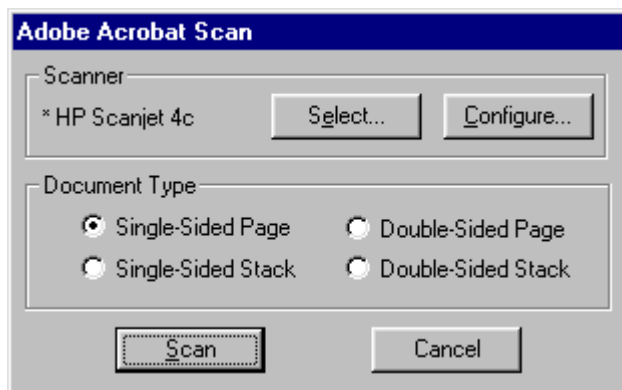 Adobe Acrobat Scan
Scanner
* HP Scanjet 4c Select... Configure...
Document Type
Single-Sided Page Double-Sided Page
Single-Sided Stack Double-Sided Stack
Scan Cancel